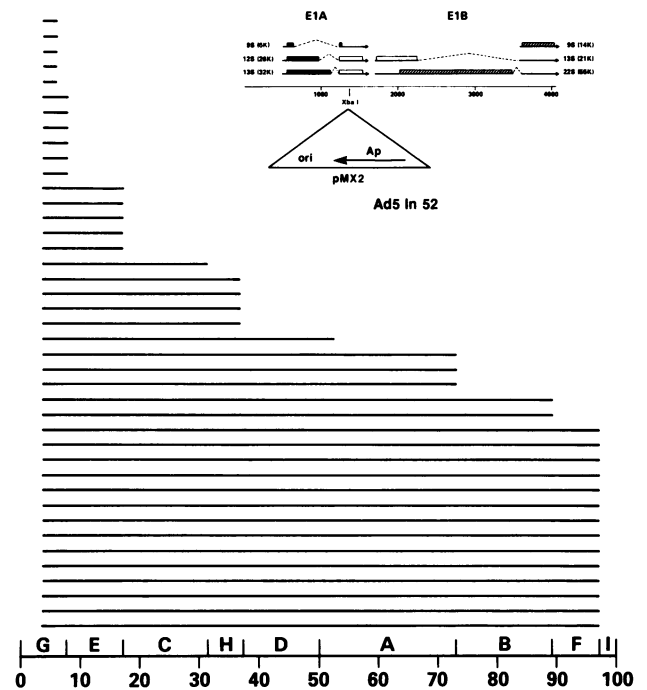 E1A E1B
9S (6K) 9S (14K)
12S (26K) 13S (21K)
13S (32K) 22S (55K)
1000 2000 3000 4000
Xba I
ori Ap
pMX2
Ad5 In 52
G E C H D A B F I
0 10 20 30 40 50 60 70 80 90 100